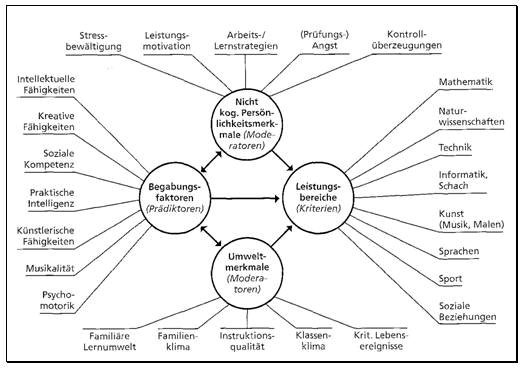 Stress-
bewältigung
Leistungs-
motivation
Arbeits-/
Lernstrategien
(Prüfungs-)
Angst
Kontroll-
überzeugungen
Intellektuelle
Fähigkeiten
Kreative
Fähigkeiten
Soziale
Kompetenz
Praktische
Intelligenz
Künstlerische
Fähigkeiten
Musikalität
Psycho-
motorik
Nicht
kog. Persön-
lichkeitsmerk-
male (Mode-
ratoren)
Begabungs-
faktoren
(Prädiktoren)
Leistungs-
bereiche
(Kriterien)
Umwelt-
merkmale
(Modera-
toren)
Mathematik
Natur-
wissenschaften
Technik
Informatik,
Schach
Kunst
(Musik, Malen)
Sprachen
Sport
Soziale
Beziehungen
Familiäre
Lernumwelt
Familien-
klima
Instruktions-
qualität
Klassen-
klima
Krit. Lebens-
ereignisse